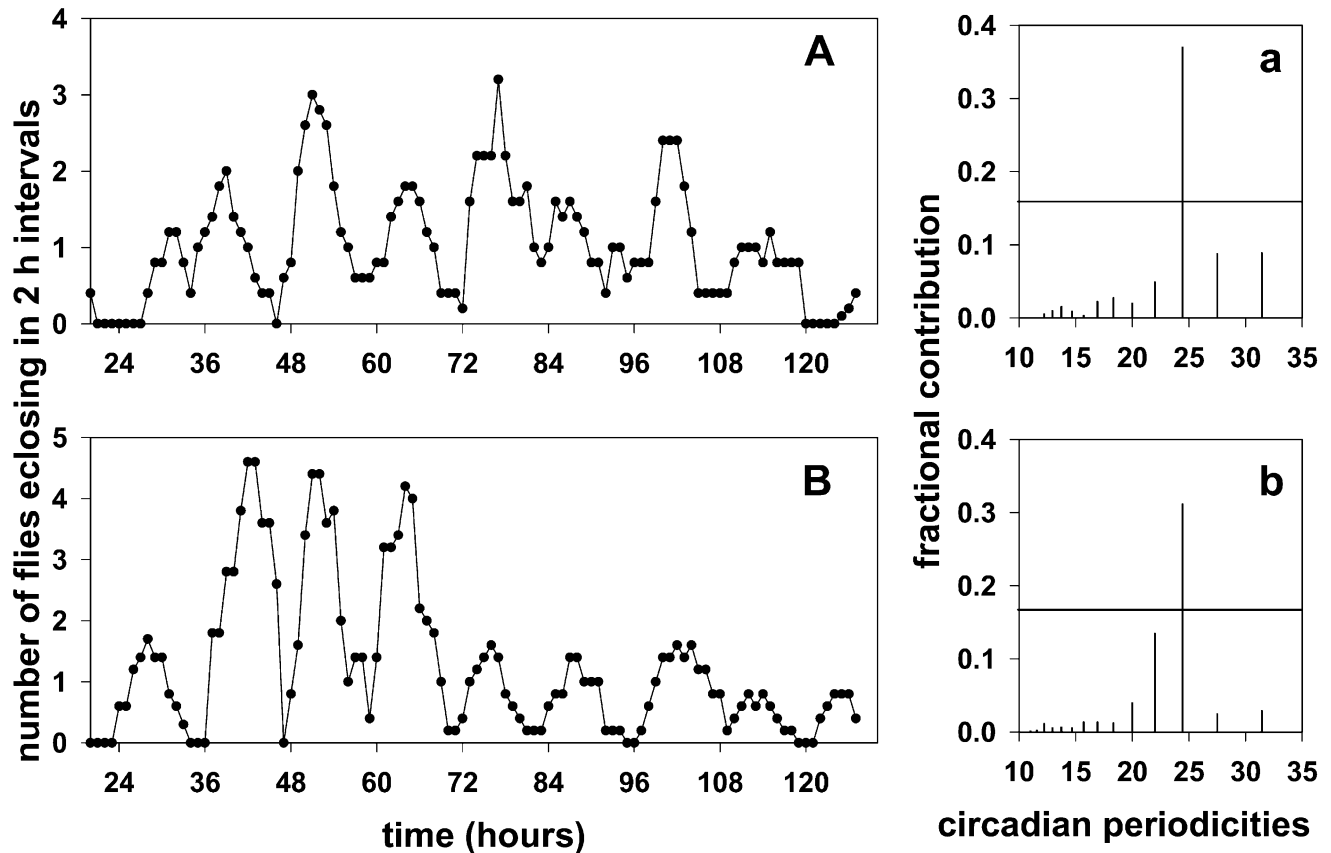 number of flies eclosing in 2 h intervals
4
3
2
1
0
A
24 36 48 60 72 84 96 108 120
5
4
3
2
1
0
B
24 36 48 60 72 84 96 108 120
time (hours)
fractional contribution
0.4
0.3
0.2
0.1
0.0
a
10 15 20 25 30 35
0.4
0.3
0.2
0.1
0.0
b
10 15 20 25 30 35
circadian periodicities